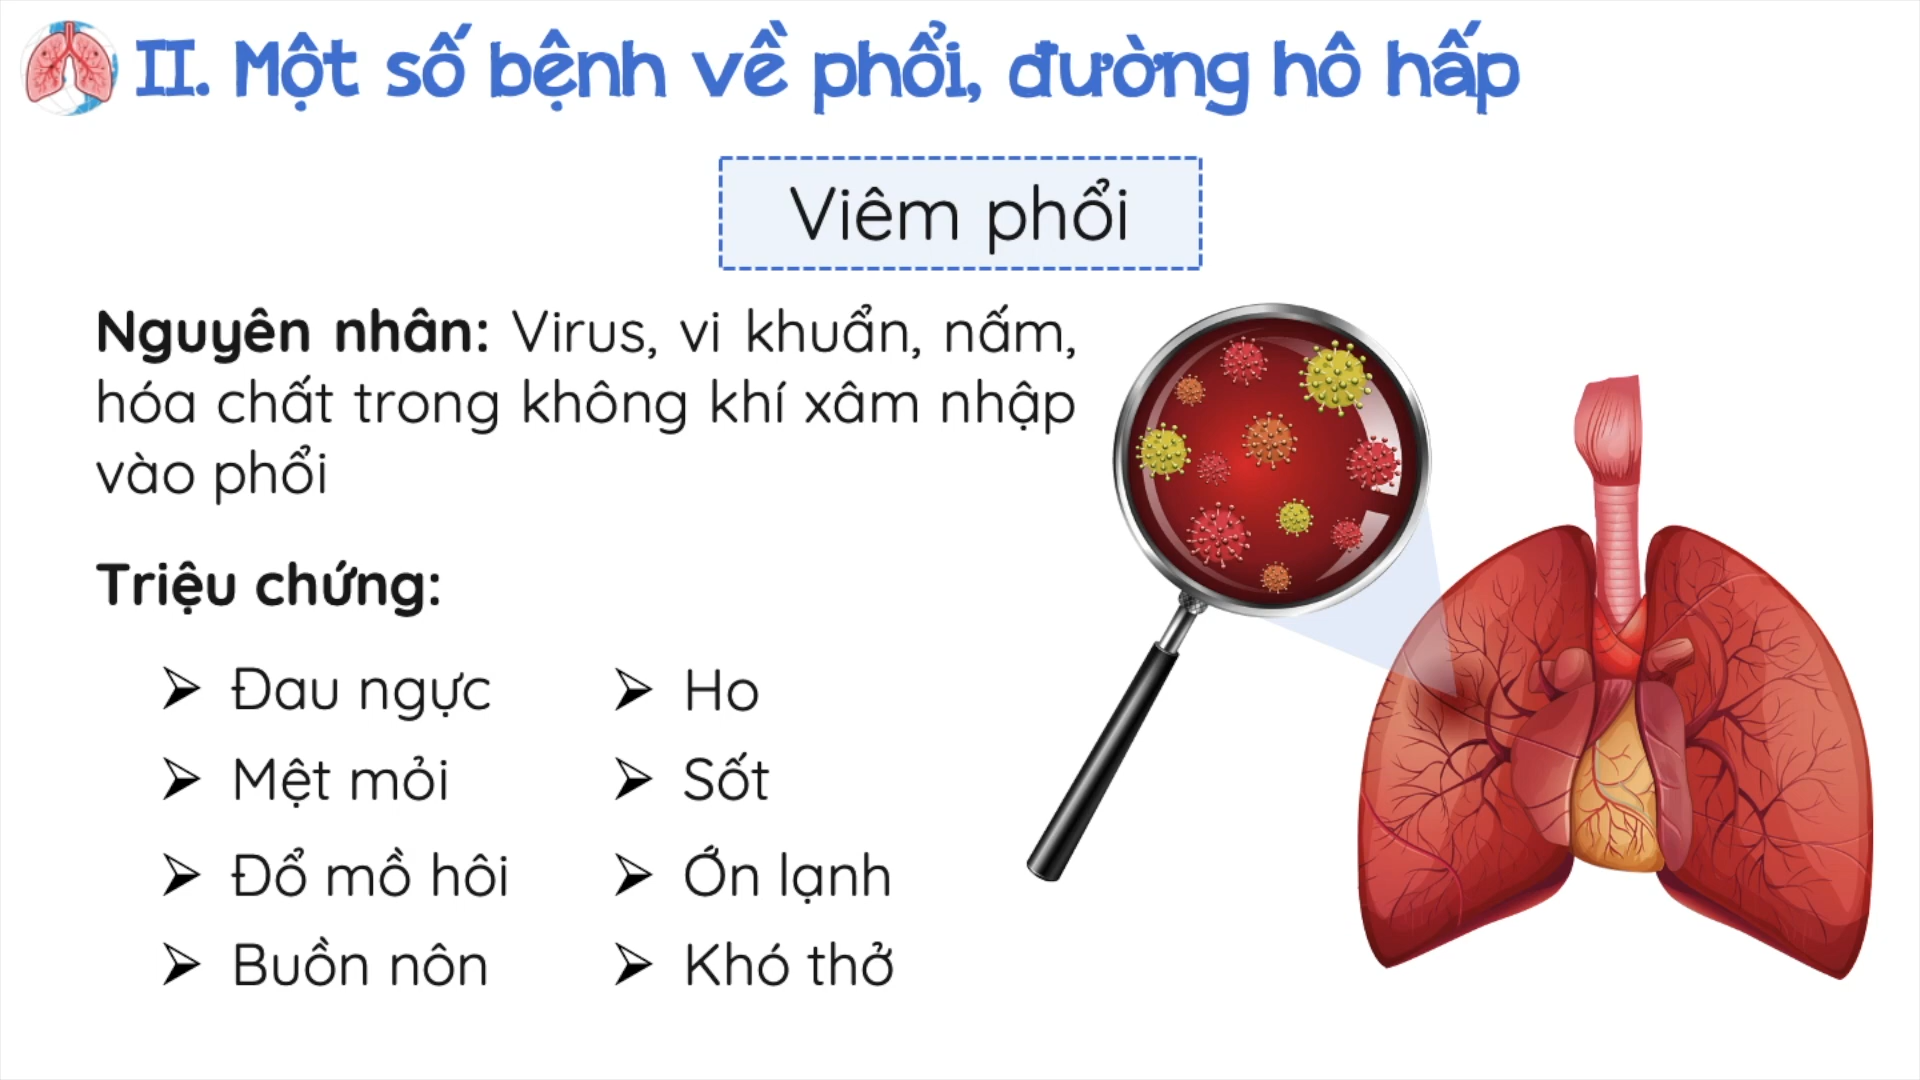 II. Một số bệnh về phổi, đường hô hấp
Viêm phổi
Nguyên nhân: Virus, vi khuẩn, nấm,
hóa chất trong không khí xâm nhập
vào phổi
Triệu chứng:
Đau ngực
Mệt mỏi
Đổ mồ hôi
Buồn nôn
Ho
Sốt
Ớn lạnh
Khó thở